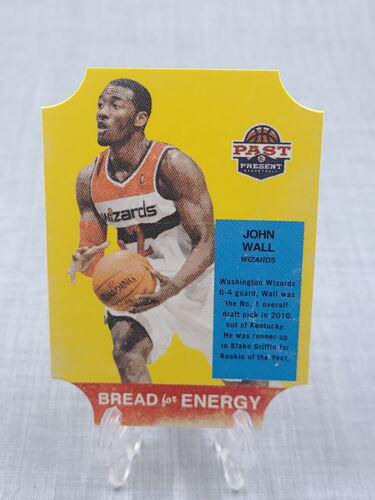 PAST
&
PRESENT
BASKETBALL
wizards
JOHN
WALL
WIZARDS
Washington Wizards
6-4 guard, Wall was
the No. 1 overall
draft pick in 2010
out of Kentucky.
He was runner-up
to Blake Griffin for
Rookie of the Year.
BREAD for ENERGY